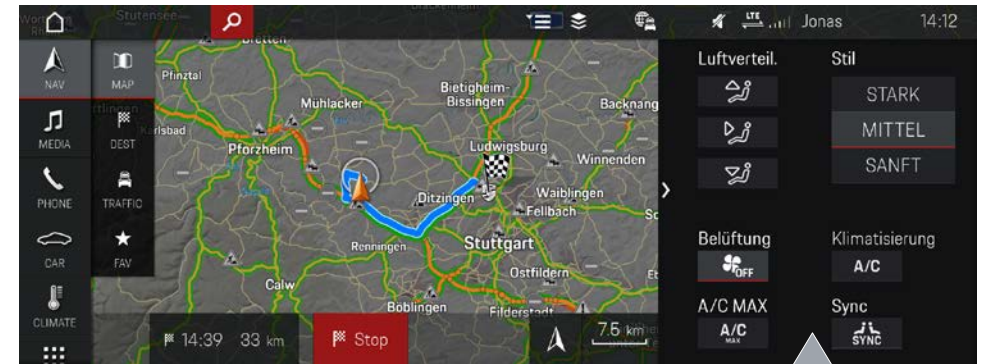 Stutensee
LTE
Jonas
14:12
NAV
MEDIA
PHONE
CAR
CLIMATE
MAP
DEST
TRAFFIC
FAV
Bretten
Pfinztal
Mühlacker
Bietigheim-
Bissingen
Backnang
Pforzheim
Ludwigsburg
Winnenden
Ditzingen
Waiblingen
Fellbach
Renningen
Stuttgart
Ostfildern
Calw
Böblingen
Filderstadt
14:39 33 km
Stop
7.5 km
Luftverteil.
Stil
STARK
MITTEL
SANFT
Belüftung
Klimatisierung
OFF
A/C
A/C MAX
Sync
A/C
MAX
SYNC